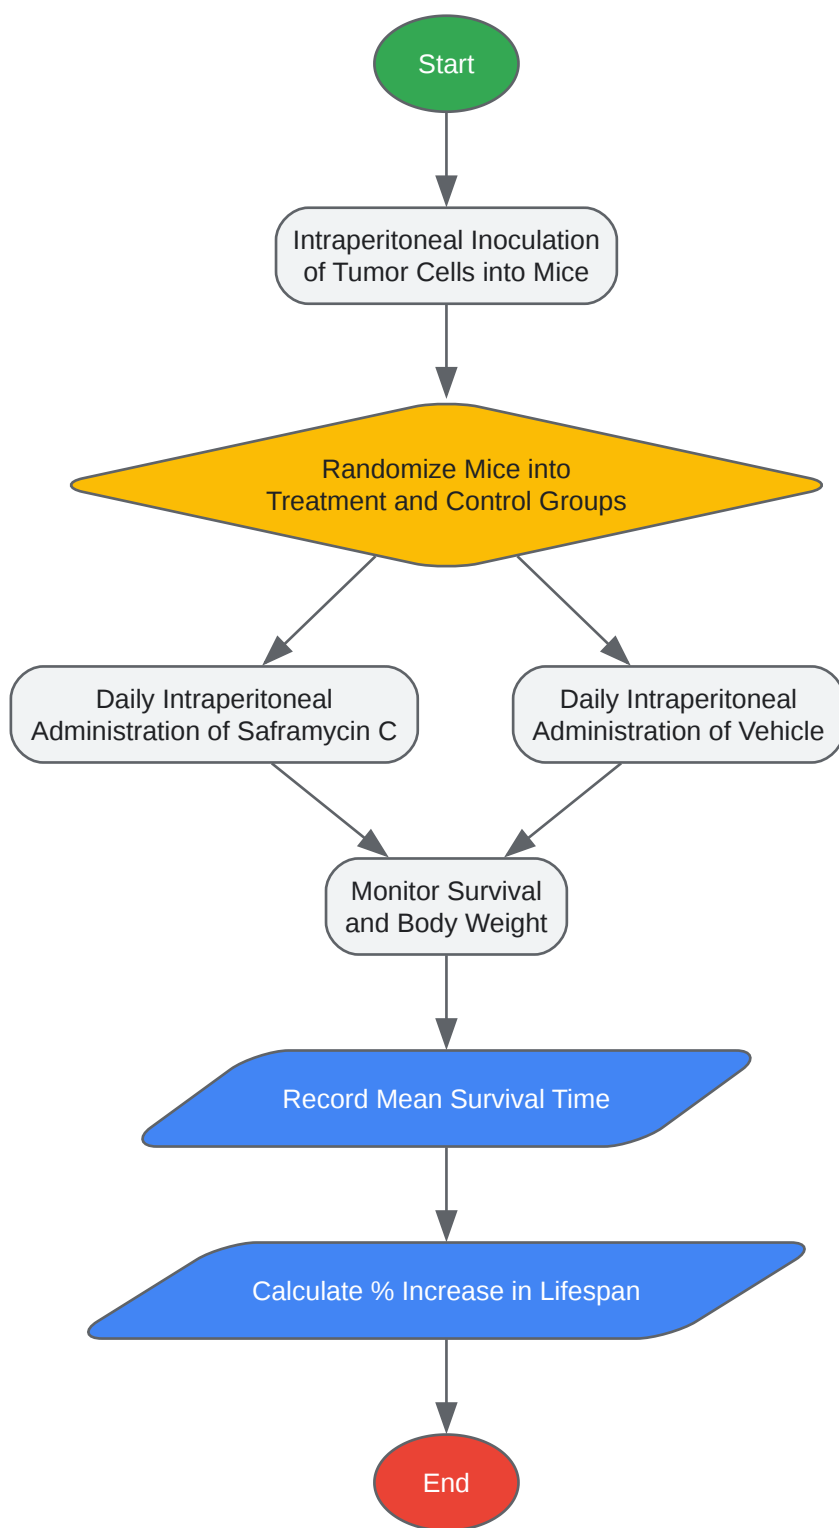 Start
Intraperitoneal Inoculation
of Tumor Cells into Mice
Randomize Mice into
Treatment and Control Groups
Daily Intraperitoneal
Administration of Saframycin C
Daily Intraperitoneal
Administration of Vehicle
Monitor Survival
and Body Weight
Record Mean Survival Time
Calculate % Increase in Lifespan
End